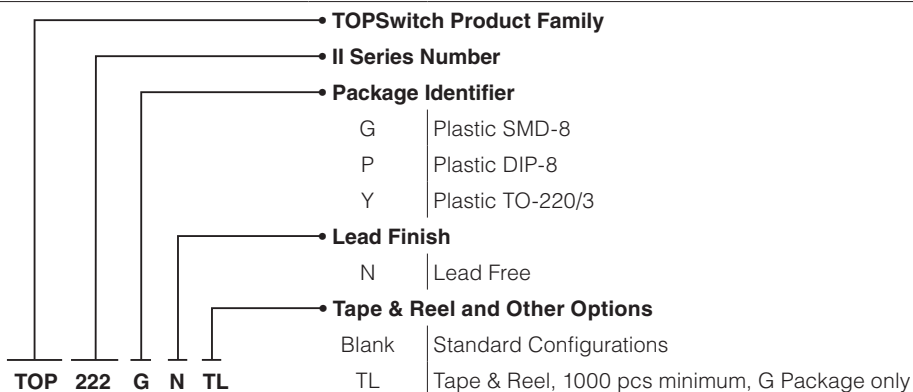 TOPSwitch Product Family
II Series Number
Package Identifier
G Plastic SMD-8
P Plastic DIP-8
Y Plastic TO-220/3
Lead Finish
N Lead Free
Tape & Reel and Other Options
Blank Standard Configurations
TL Tape & Reel, 1000 pcs minimum, G Package only
TOP 222 G N TL